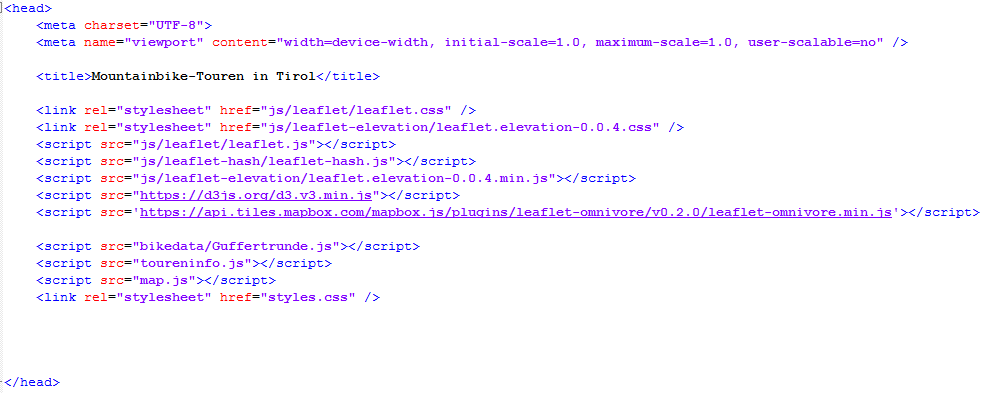 <head>
<meta charset="UTF-8">
<meta name="viewport" content="width=device-width, initial-scale=1.0, maximum-scale=1.0, user-scalable=no" />
<title>Mountainbike-Touren in Tirol</title>
<link rel="stylesheet" href="js/leaflet/leaflet.css" />
<link rel="stylesheet" href="js/leaflet-elevation/leaflet.elevation-0.0.4.css" />
<script src="js/leaflet/leaflet.js"></script>
<script src="js/leaflet-hash/leaflet-hash.js"></script>
<script src="js/leaflet-elevation/leaflet.elevation-0.0.4.min.js"></script>
<script src="https://d3js.org/d3.v3.min.js"></script>
<script src='https://api.tiles.mapbox.com/mapbox.js/plugins/leaflet-omnivore/v0.2.0/leaflet-omnivore.min.js'></script>
<script src="bikedata/Guffertrunde.js"></script>
<script src="toureninfo.js"></script>
<script src="map.js"></script>
<link rel="stylesheet" href="styles.css" />
</head>